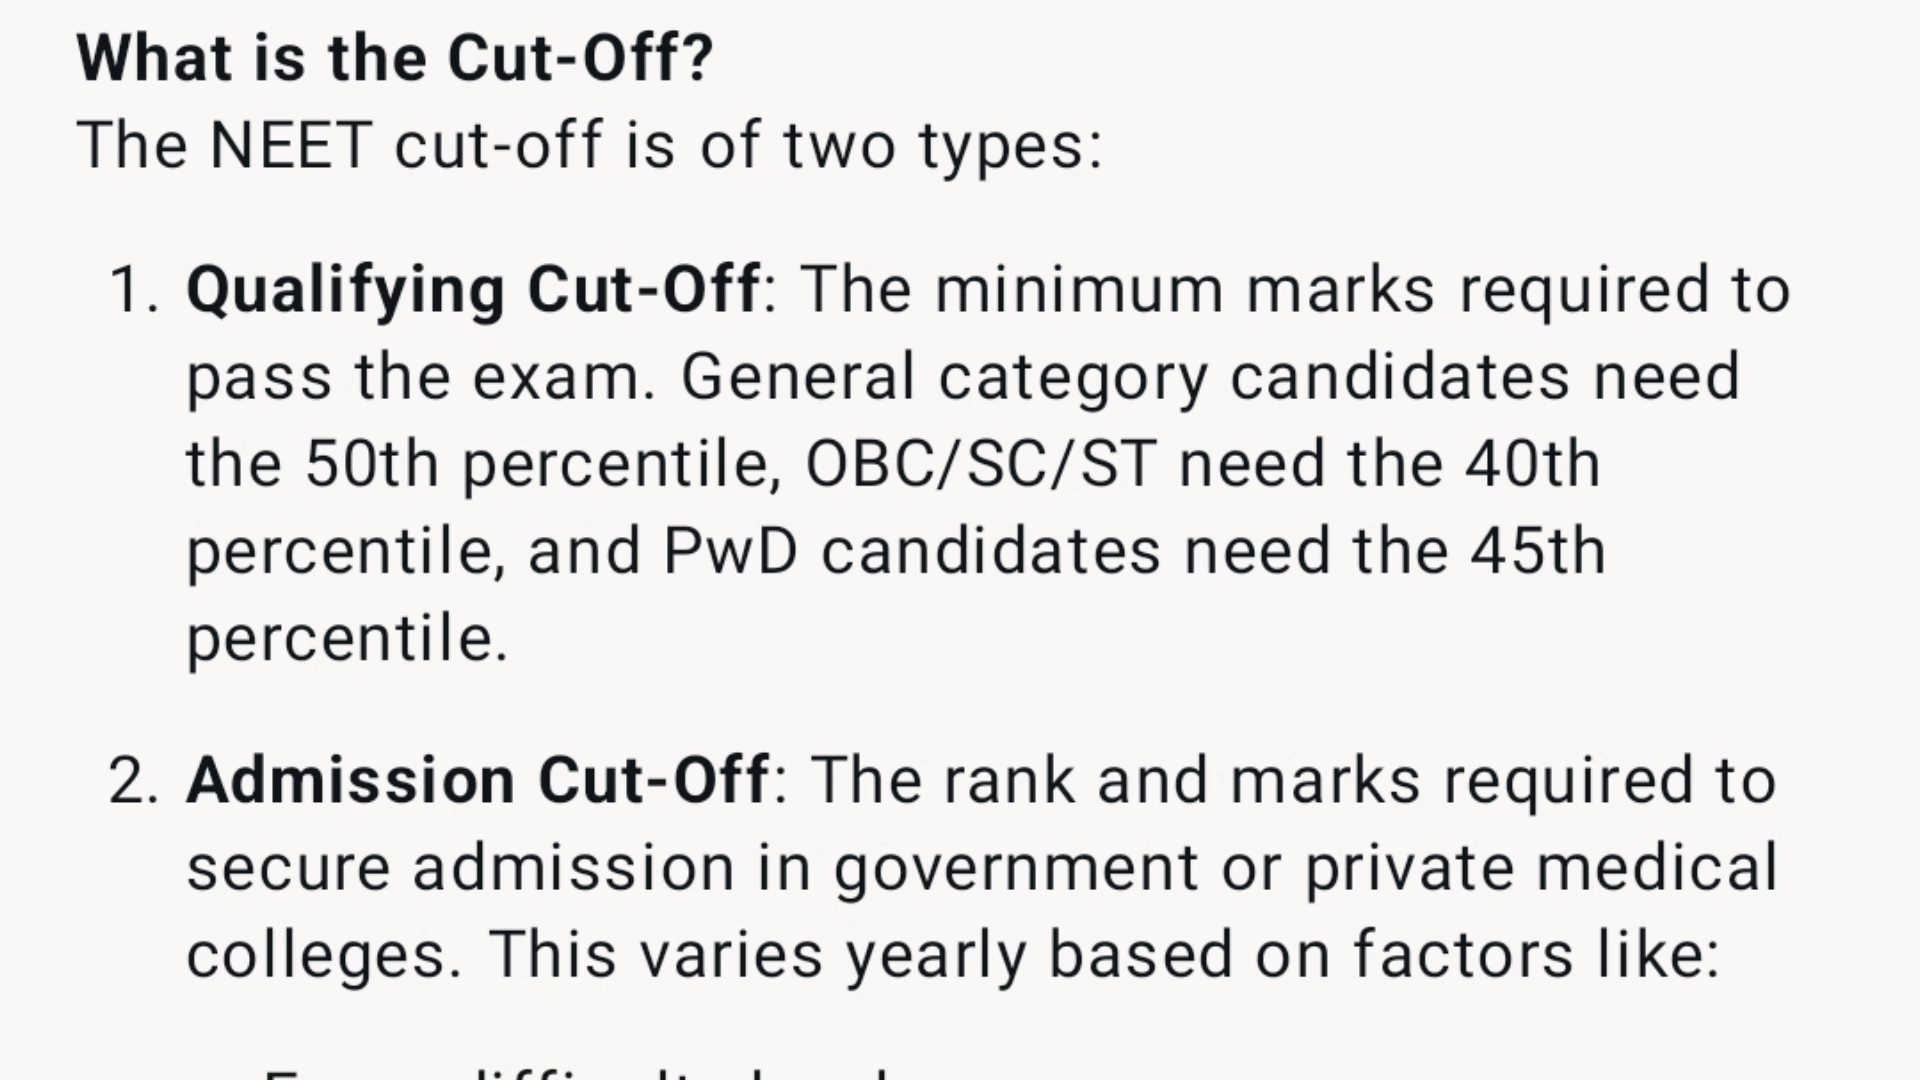 What is the Cut-Off?
The NEET cut-off is of two types:
1. Qualifying Cut-Off: The minimum marks required to
pass the exam. General category candidates need
the 50th percentile, OBC/SC/ST need the 40th
percentile, and PwD candidates need the 45th
percentile.
2. Admission Cut-Off: The rank and marks required to
secure admission in government or private medical
colleges. This varies yearly based on factors like: